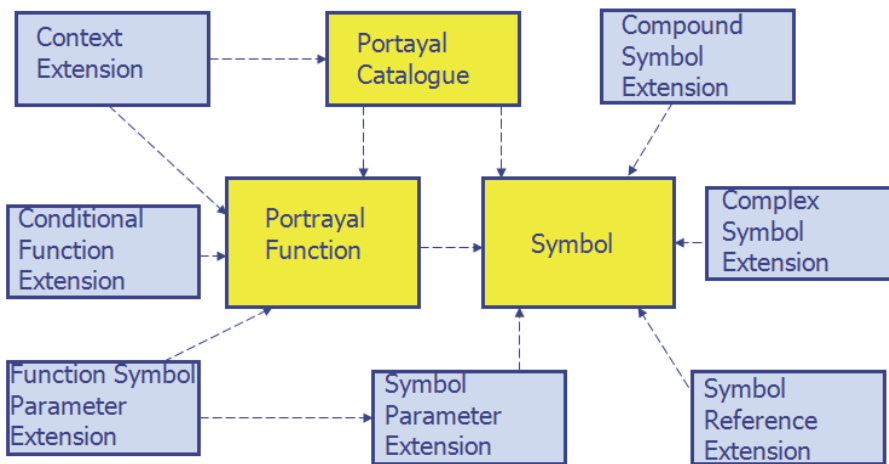 Context
Extension
Portayal
Catalogue
Compound
Symbol
Extension
Conditional
Function
Extension
Portrayal
Function
Symbol
Complex
Symbol
Extension
Function Symbol
Parameter
Extension
Symbol
Parameter
Extension
Symbol
Reference
Extension